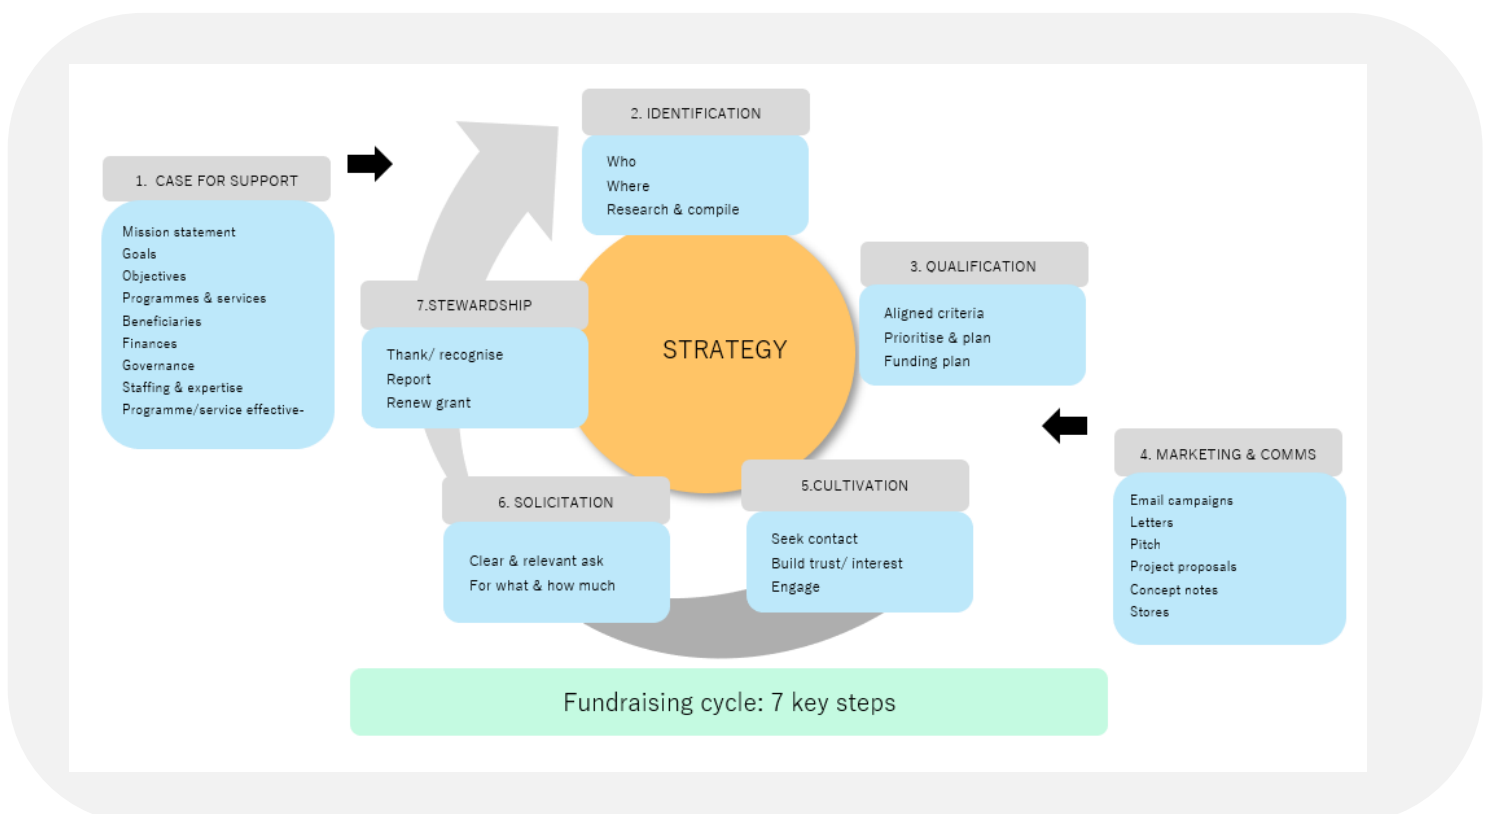 1. CASE FOR SUPPORT
Mission statement
Goals
Objectives
Programmes & services
Beneficiaries
Finances
Governance
Staffing & expertise
Programme/service effective-
2. IDENTIFICATION
Who
Where
Research & compile
3. QUALIFICATION
Aligned criteria
Prioritise & plan
Funding plan
4. MARKETING & COMMS
Email campaigns
Letters
Pitch
Project proposals
Concept notes
Stores
5.CULTIVATION
Seek contact
Build trust/ interest
Engage
6. SOLICITATION
Clear & relevant ask
For what & how much
7.STEWARDSHIP
Thank/ recognise
Report
Renew grant
STRATEGY
Fundraising cycle: 7 key steps